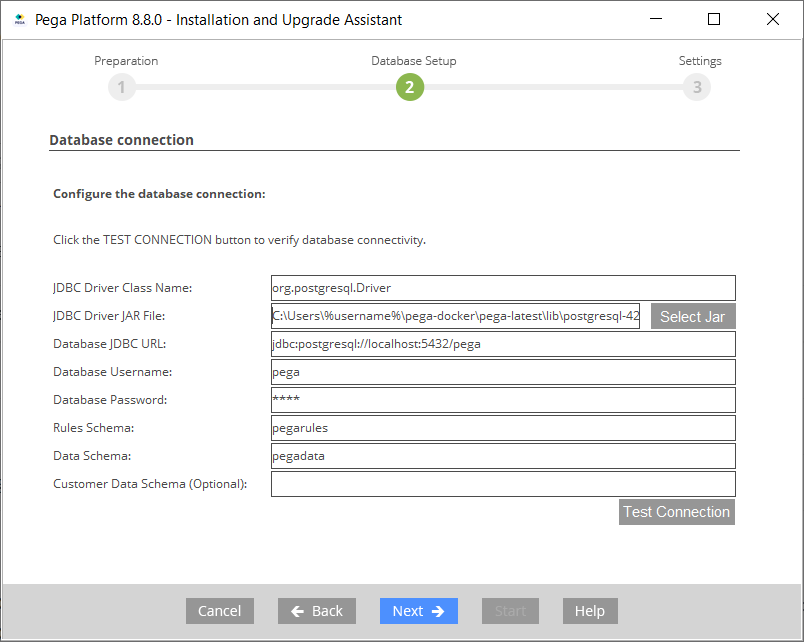 Pega Platform 8.8.0 - Installation and Upgrade Assistant
Preparation Database Setup Settings
1 2 3
Database connection
Configure the database connection:
Click the TEST CONNECTION button to verify database connectivity.
JDBC Driver Class Name: org.postgresql.Driver
JDBC Driver JAR File: C:\Users\%username%\pega-docker\pega-latest\lib\postgresql-42 Select Jar
Database JDBC URL: jdbc:postgresql://localhost:5432/pega
Database Username: pega
Database Password: ****
Rules Schema: pegarules
Data Schema: pegadata
Customer Data Schema (Optional):
Test Connection
Cancel Back Next Start Help